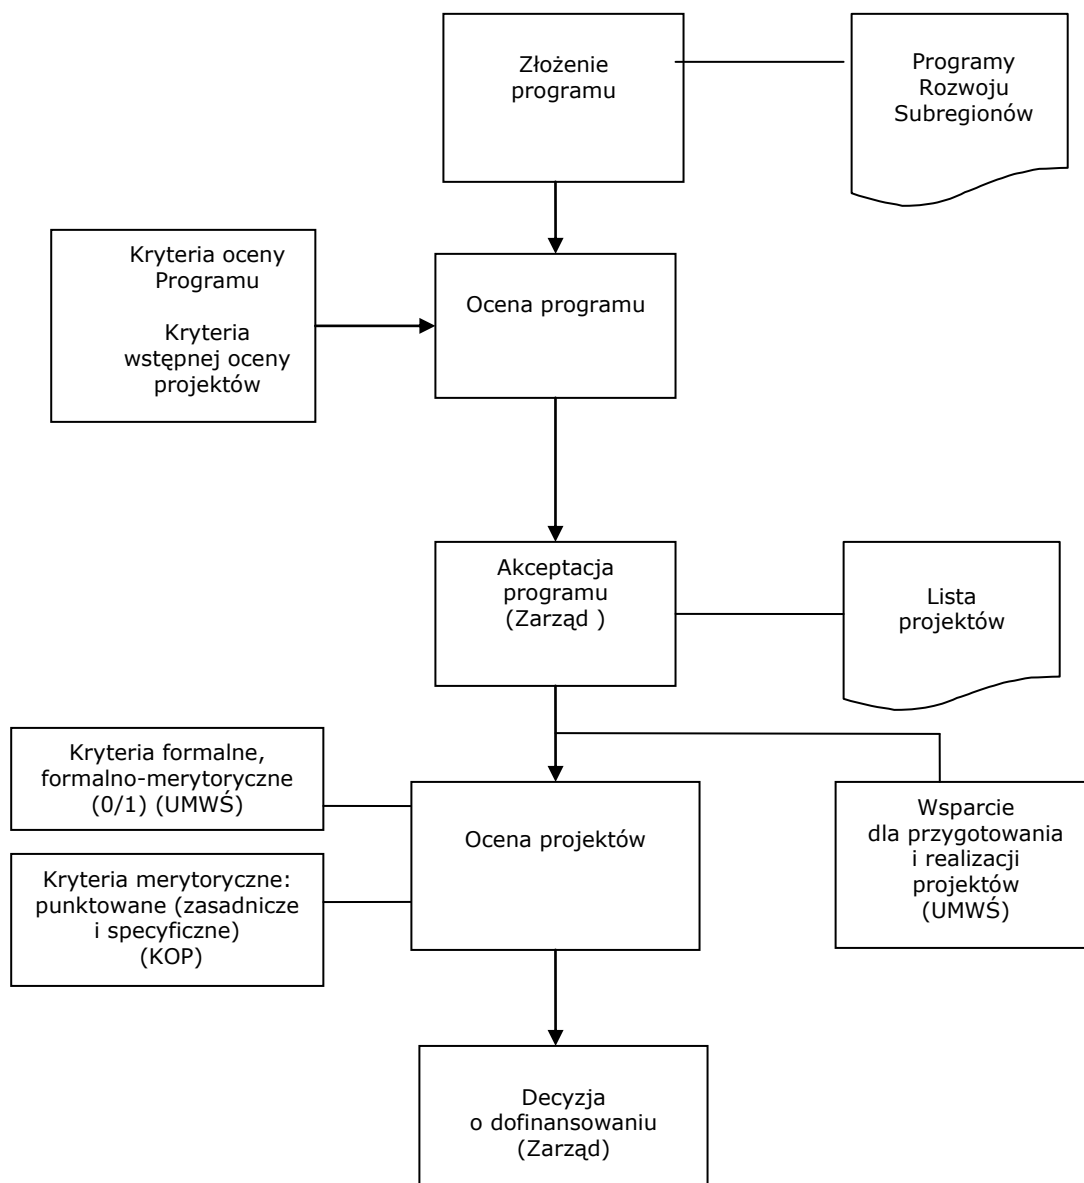 Złożenie
programu
Programy
Rozwoju
Subregionów
Kryteria oceny
Programu
Kryteria
wstępnej oceny
projektów
Ocena programu
Akceptacja
programu
(Zarząd )
Lista
projektów
Kryteria formalne,
formalno-merytoryczne
(0/1) (UMWŚ)
Kryteria merytoryczne:
punktowane (zasadnicze
i specyficzne)
(KOP)
Ocena projektów
Wsparcie
dla przygotowania
i realizacji
projektów
(UMWŚ)
Decyzja
o dofinansowaniu
(Zarząd)